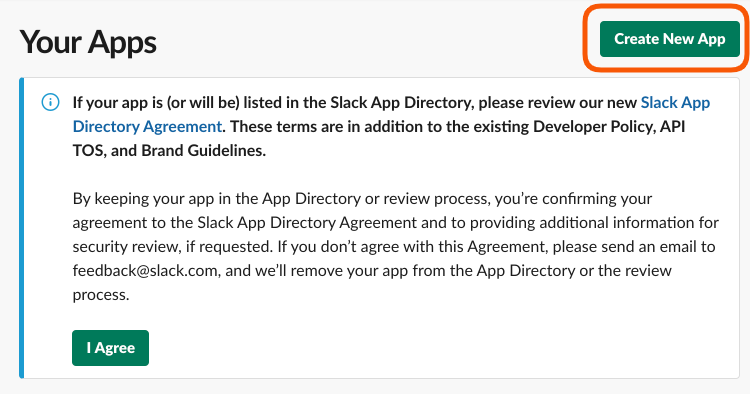 Your Apps
Create New App
If your app is (or will be) listed in the Slack App Directory, please review our new Slack App
Directory Agreement. These terms are in addition to the existing Developer Policy, API
TOS, and Brand Guidelines.
By keeping your app in the App Directory or review process, you’re confirming your
agreement to the Slack App Directory Agreement and to providing additional information for
security review, if requested. If you don’t agree with this Agreement, please send an email to
feedback@slack.com, and we’ll remove your app from the App Directory or the review
process.
I Agree